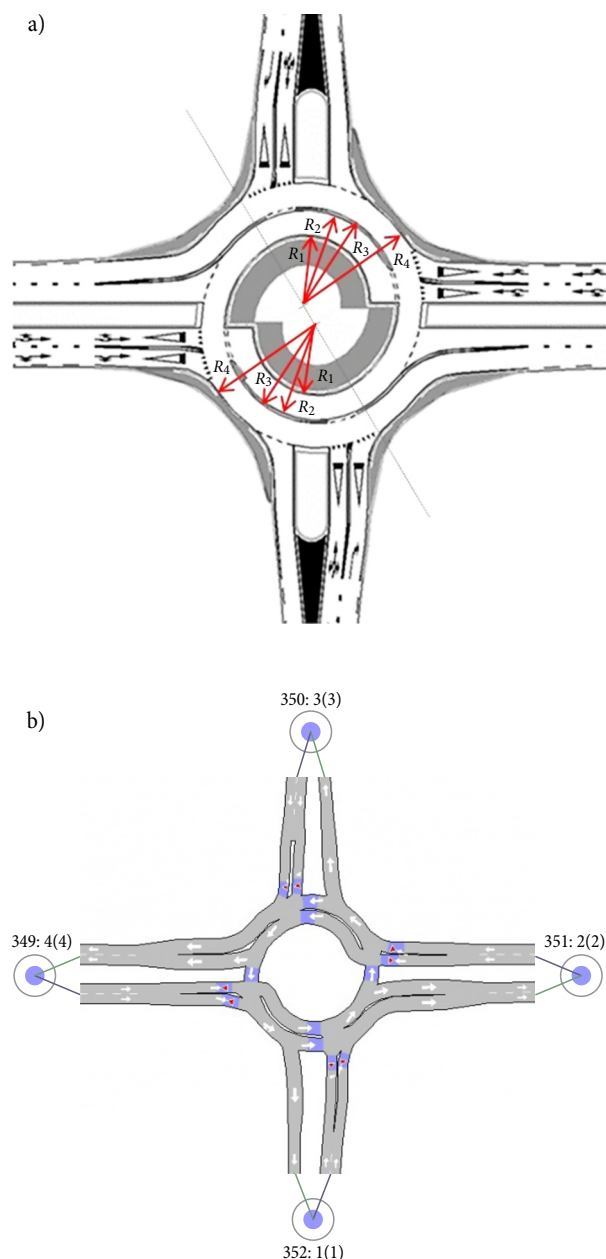 a)
R2
R1
R3
R4
R4
R3
R1
R2
b)
350: 3(3)
349: 4(4)
351: 2(2)
352: 1(1)